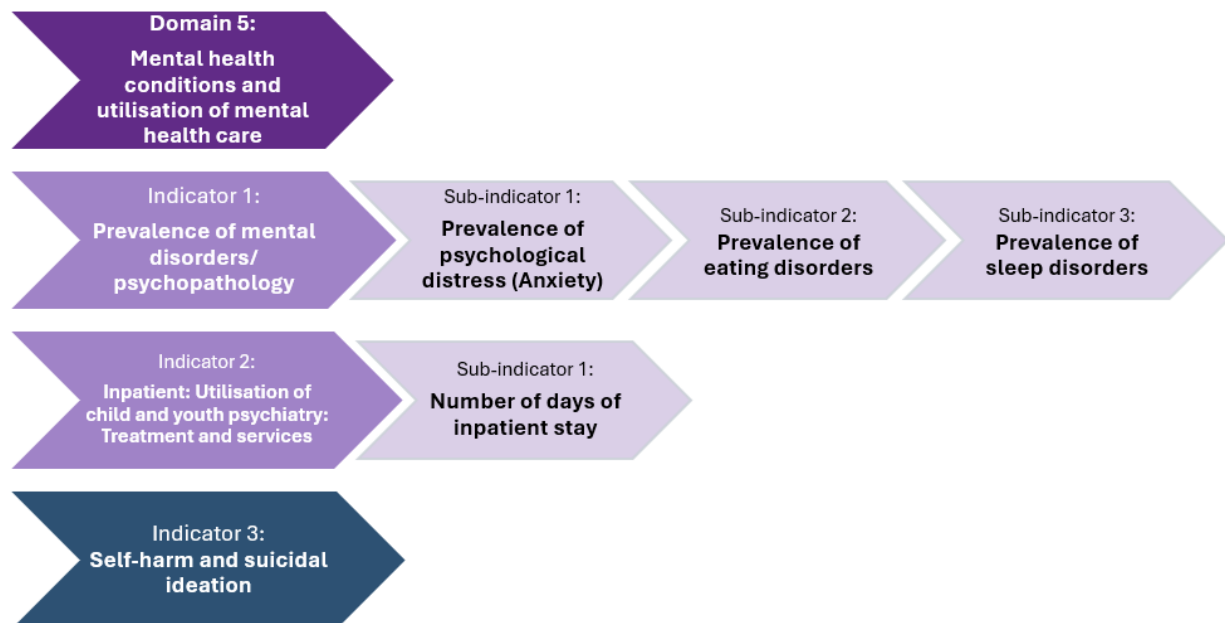 Domain 5:
Mental health
conditions and
utilisation of mental
health care
Indicator 1:
Prevalence of mental
disorders/
psychopathology
Sub-indicator 1:
Prevalence of
psychological
distress (Anxiety)
Sub-indicator 2:
Prevalence of
eating disorders
Sub-indicator 3:
Prevalence of
sleep disorders
Indicator 2:
Inpatient: Utilisation of
child and youth psychiatry:
Treatment and services
Sub-indicator 1:
Number of days of
inpatient stay
Indicator 3:
Self-harm and suicidal
ideation